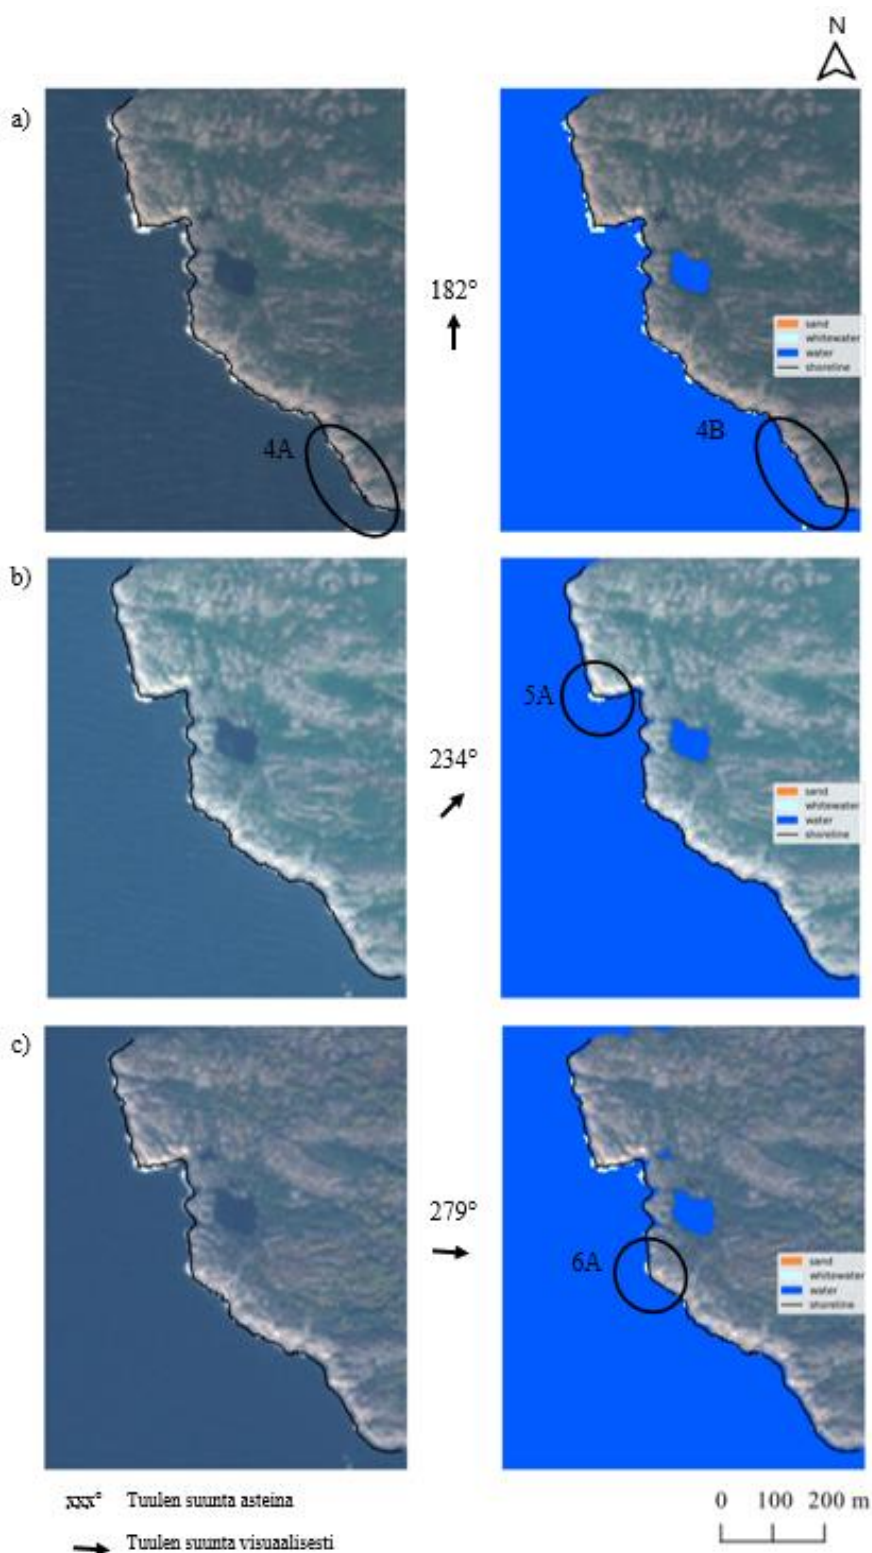 N
a)
182°
sand
whitewater
water
shoreline
4A
4B
b)
5A
234°
sand
whitewater
water
shoreline
c)
279°
6A
sand
whitewater
water
shoreline
xxx° Tuulen suunta asteina
Tuulen suunta visuaalisesti
0 100 200 m